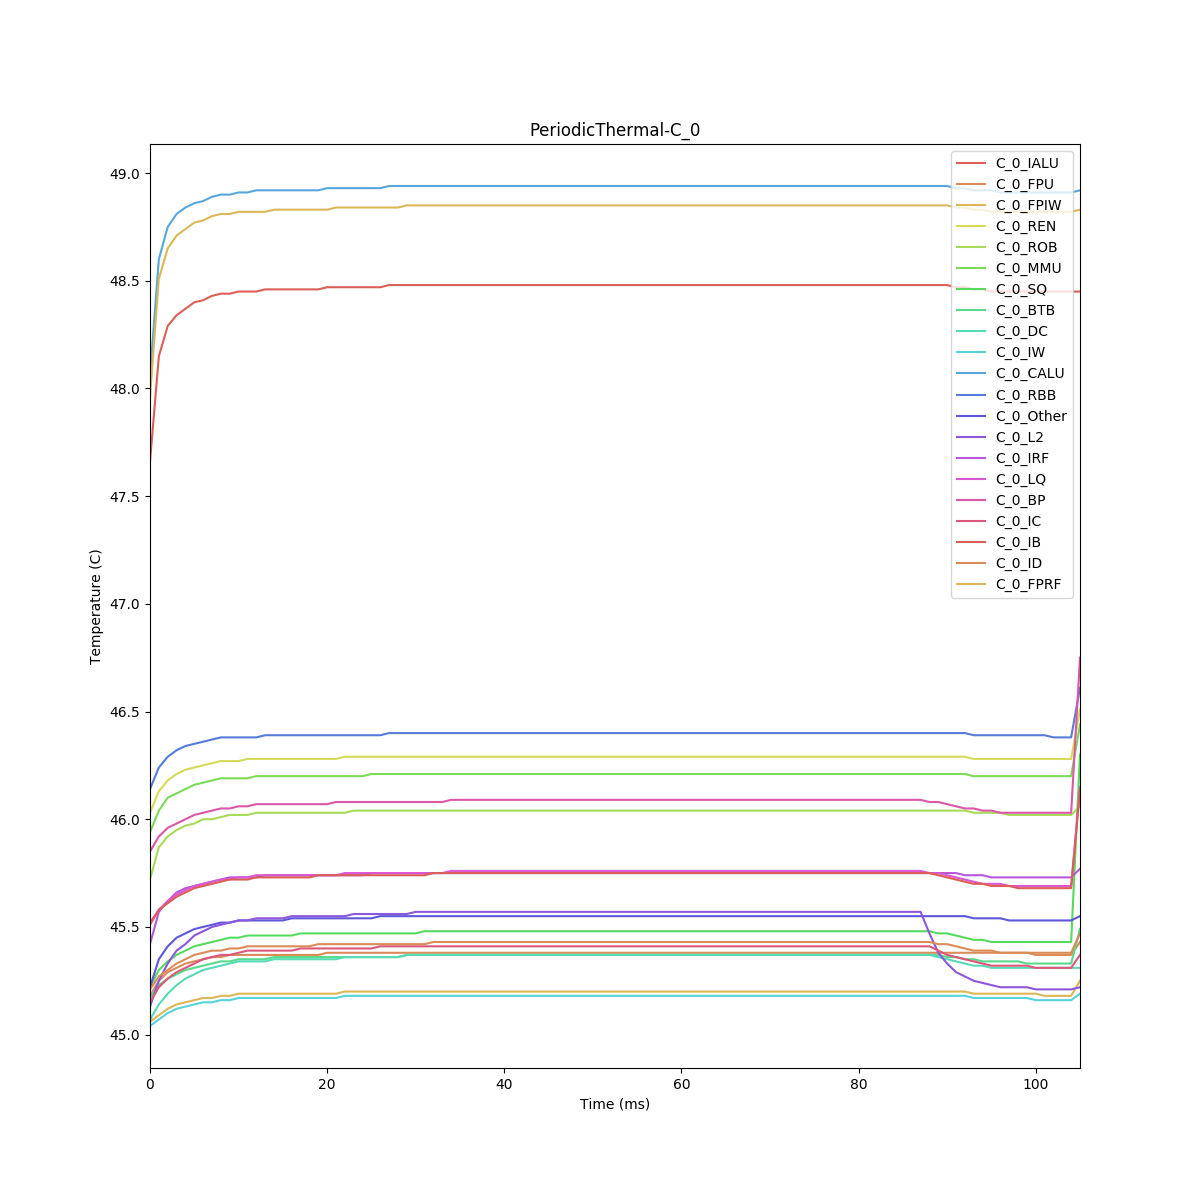 PeriodicThermal-C_0
49.0
48.5
48.0
47.5
47.0
46.5
46.0
45.5
45.0
Temperature (C)
0 20 40 60 80 100
Time (ms)
C_0_IALU
C_0_FPU
C_0_FPIW
C_0_REN
C_0_ROB
C_0_MMU
C_0_SQ
C_0_BTB
C_0_DC
C_0_IW
C_0_CALU
C_0_RBB
C_0_Other
C_0_L2
C_0_IRF
C_0_LQ
C_0_BP
C_0_IC
C_0_IB
C_0_ID
C_0_FPRF